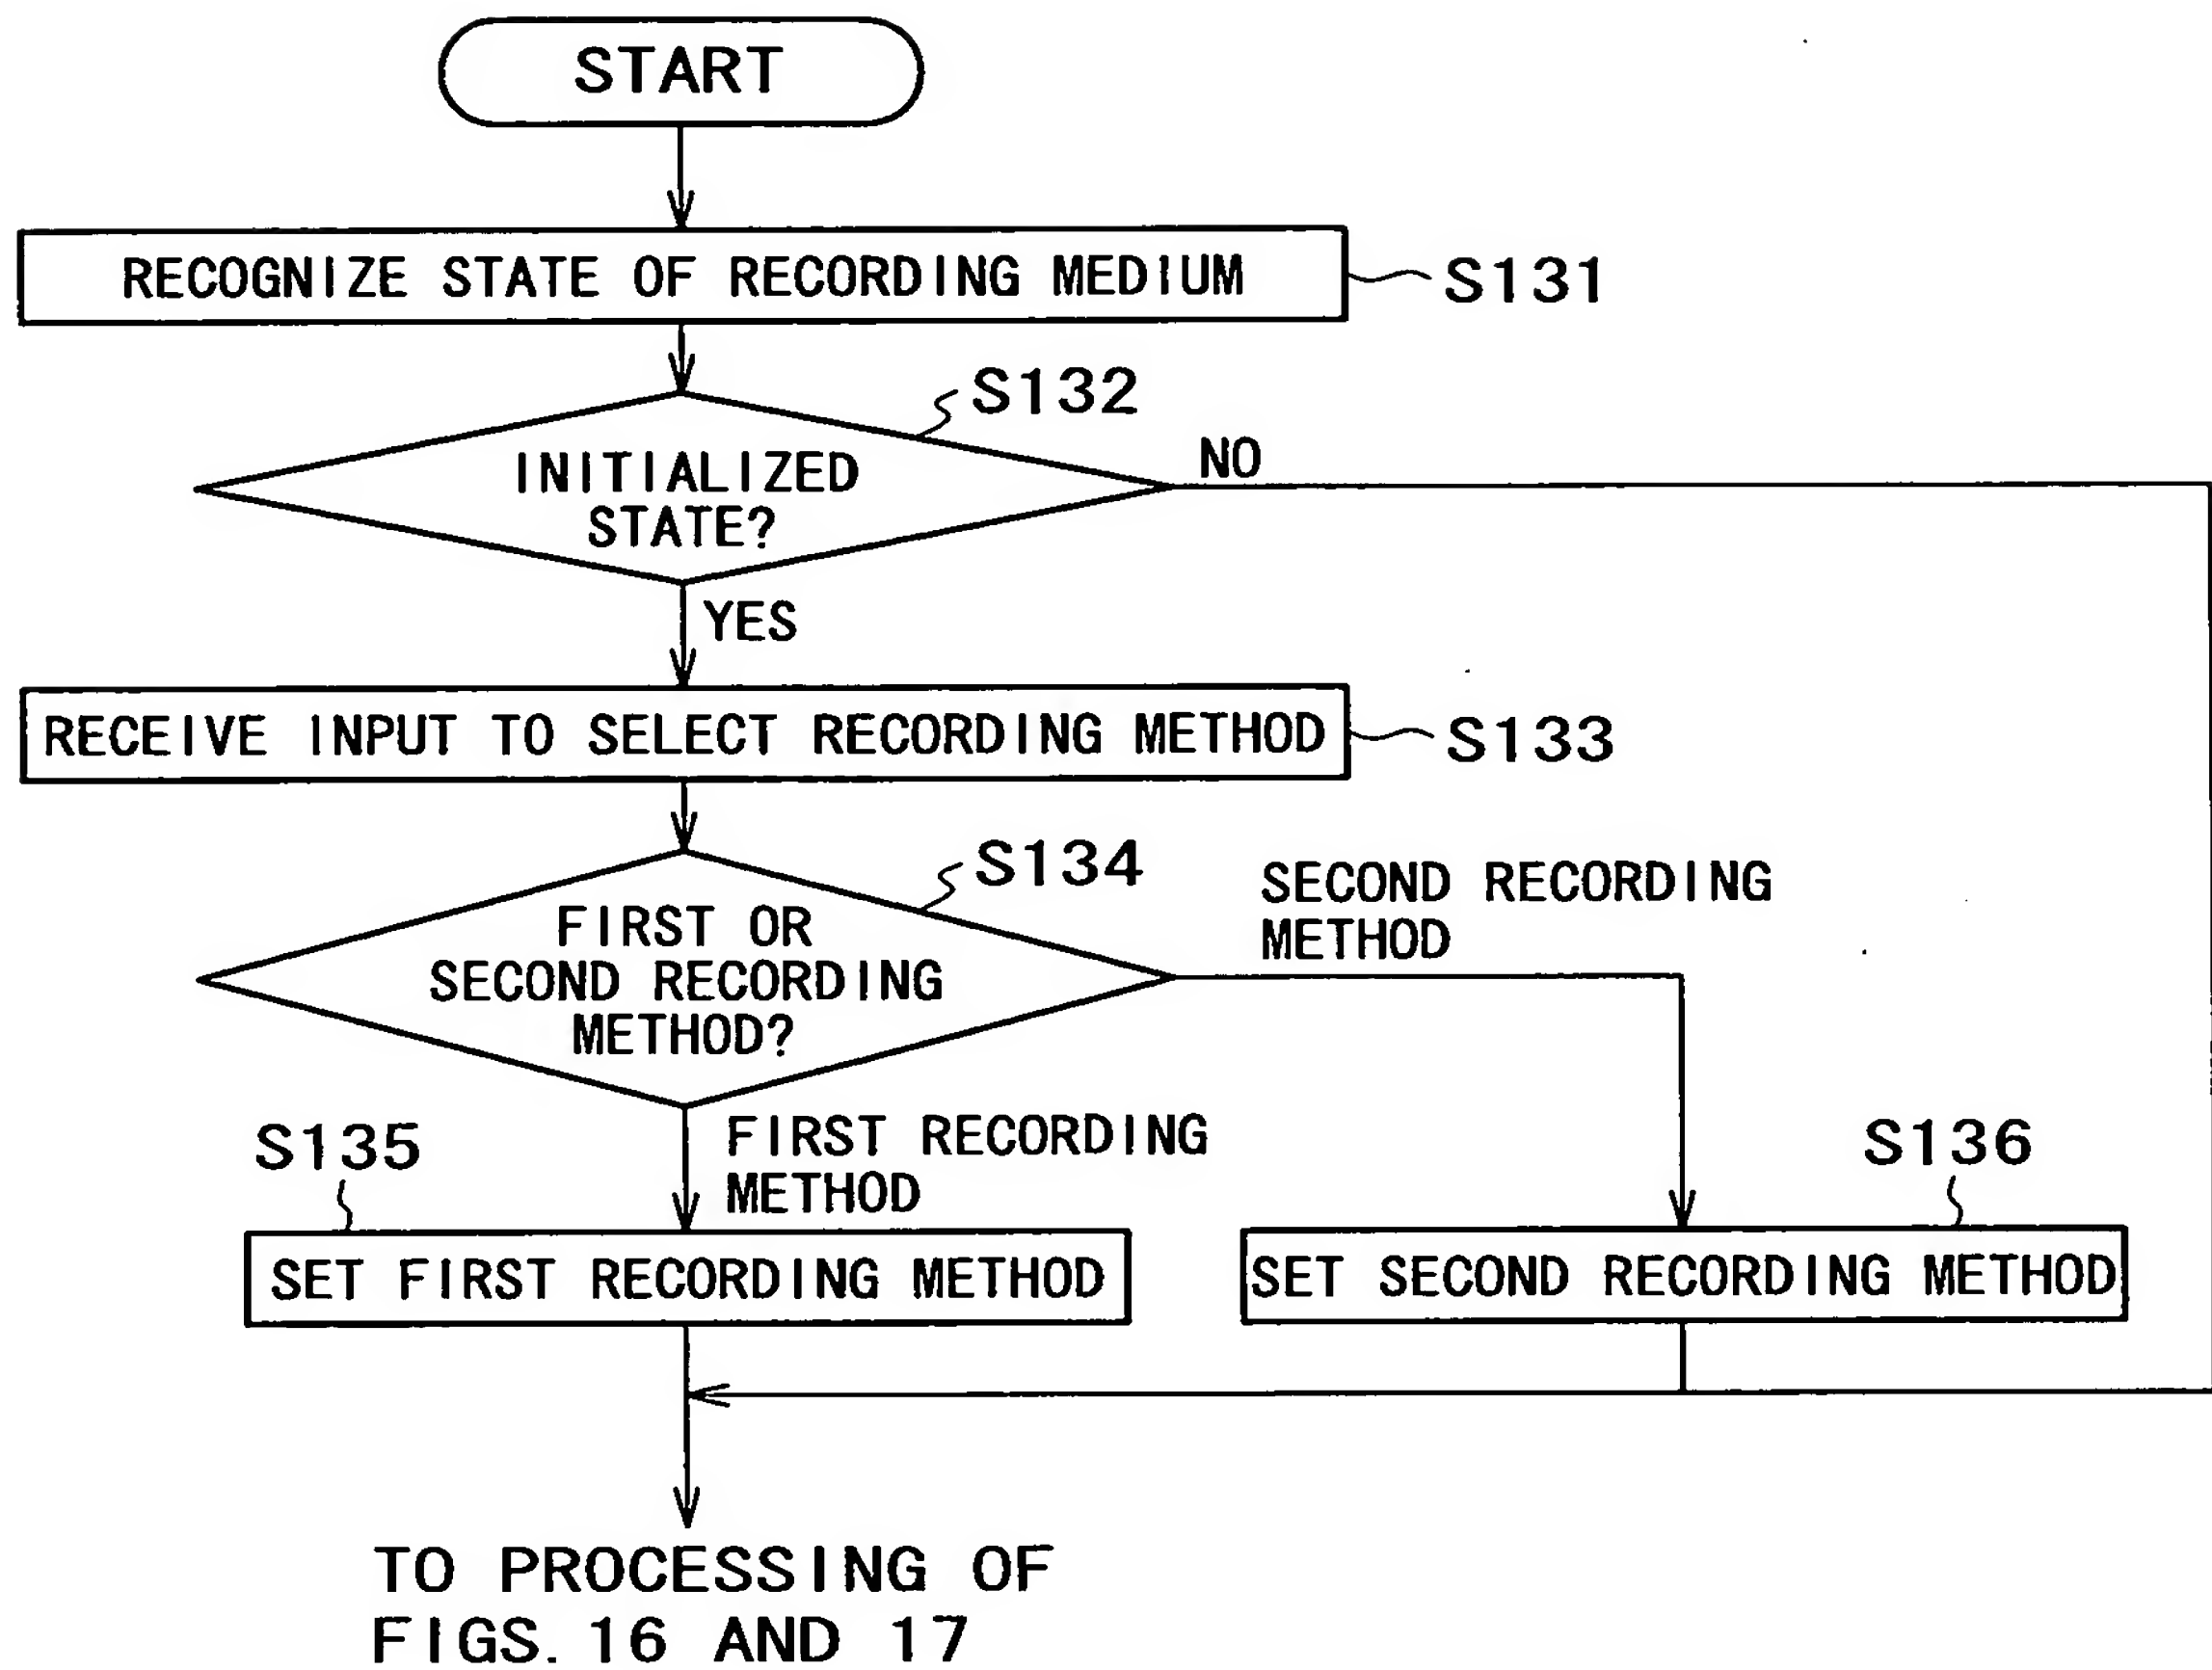 START
RECOGNIZE STATE OF RECORDING MEDIUM
S131
S132
INITIALIZED
STATE?
NO
YES
RECEIVE INPUT TO SELECT RECORDING METHOD
S133
S134
FIRST OR
SECOND RECORDING
METHOD?
SECOND RECORDING
METHOD
FIRST RECORDING
METHOD
S135
SET FIRST RECORDING METHOD
S136
SET SECOND RECORDING METHOD
TO PROCESSING OF
FIGS. 16 AND 17